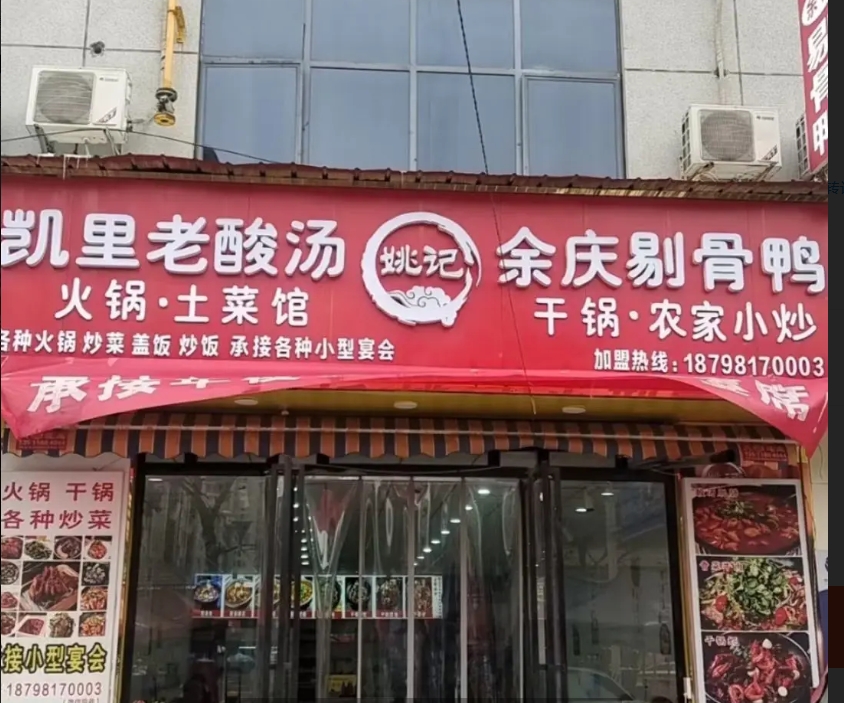 凯里老酸汤
姚记
余庆剔骨鸭
火锅·土菜馆
干锅·农家小炒
各种火锅 炒菜 盖饭 炒饭 承接各种小型宴会
加盟热线:18798170003
承接
席
火锅 干锅
各种炒菜
接小型宴会
18798170003
骨鸭